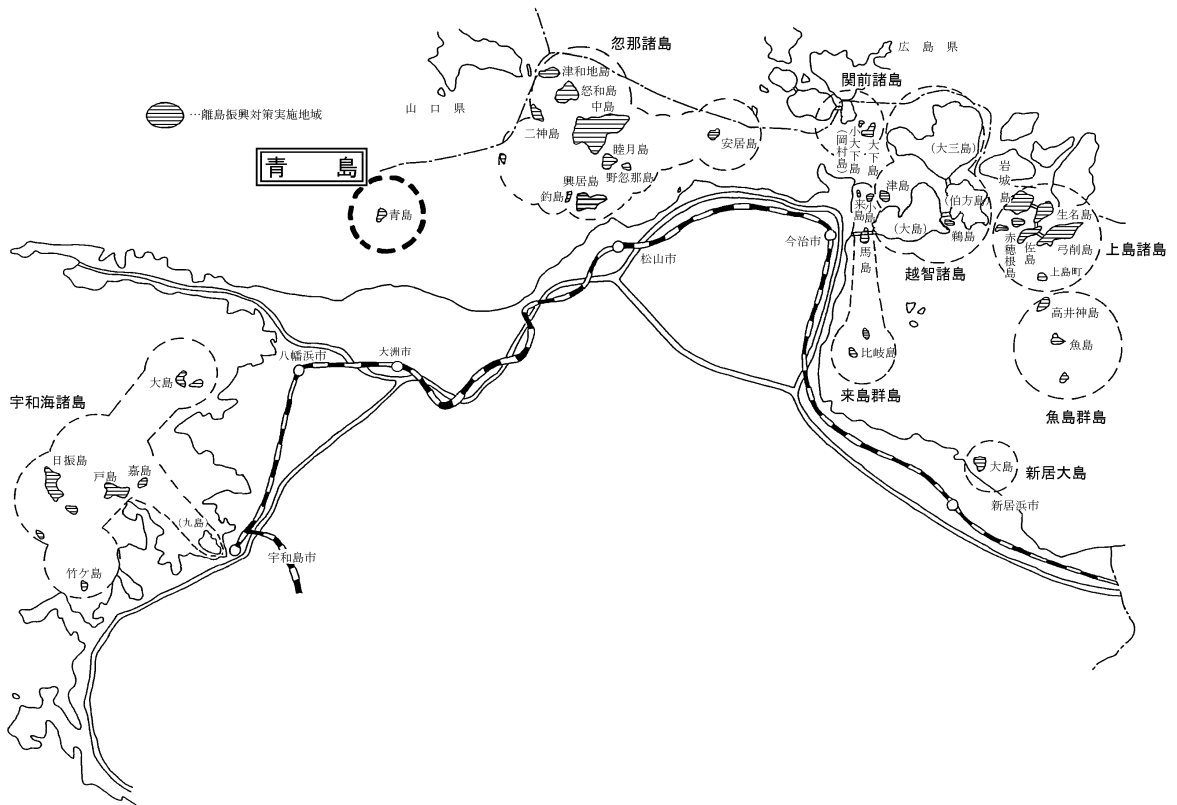 忽那諸島
広島県
津和地島
関前諸島
怒和島
山口県
中島
…離島振興対策実施地域
二神島
安居島
小大下島
(岡村島)
大下島
(大三島)
睦月島
青島
野忽那島
岩城島
興居島
津島
釣島
来島
小島
(伯方島)
生名島
青島
(大島)
鵜島
赤穂根島
佐島
弓削島
今治市
馬島
上島諸島
松山市
越智諸島
上島町
高井神島
魚島
八幡浜市
大洲市
比岐島
大島
来島群島
宇和海諸島
魚島群島
日振島
戸島
嘉島
大島
新居大島
新居浜市
(九島)
宇和島市
竹ケ島